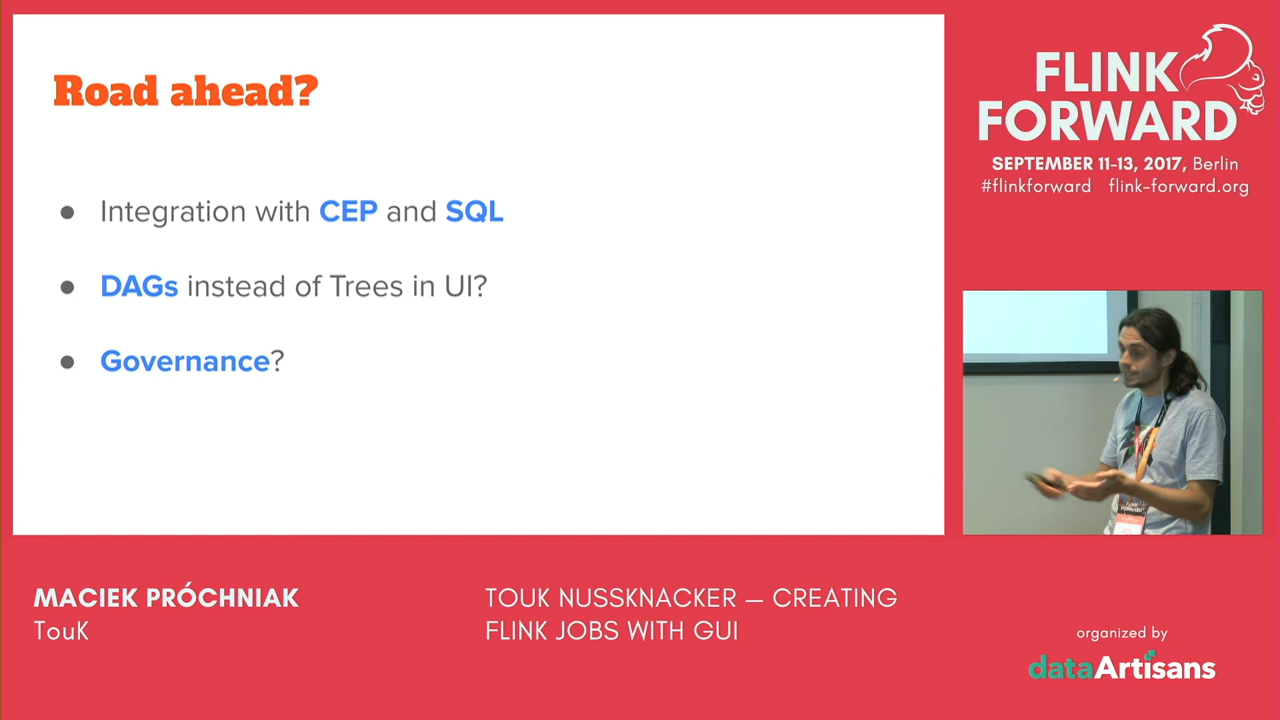 Road ahead?
● Integration with CEP and SQL
● DAGs instead of Trees in UI?
● Governance?
FLINK
FORWARD
SEPTEMBER 11-13, 2017, Berlin
#flinkforward flink-forward.org
FLINK
FORWARD
MACIEK PRÓCHNIAK
TouK
TOUK NUSSKNACKER — CREATING
FLINK JOBS WITH GUI
organized by
dataArtisans